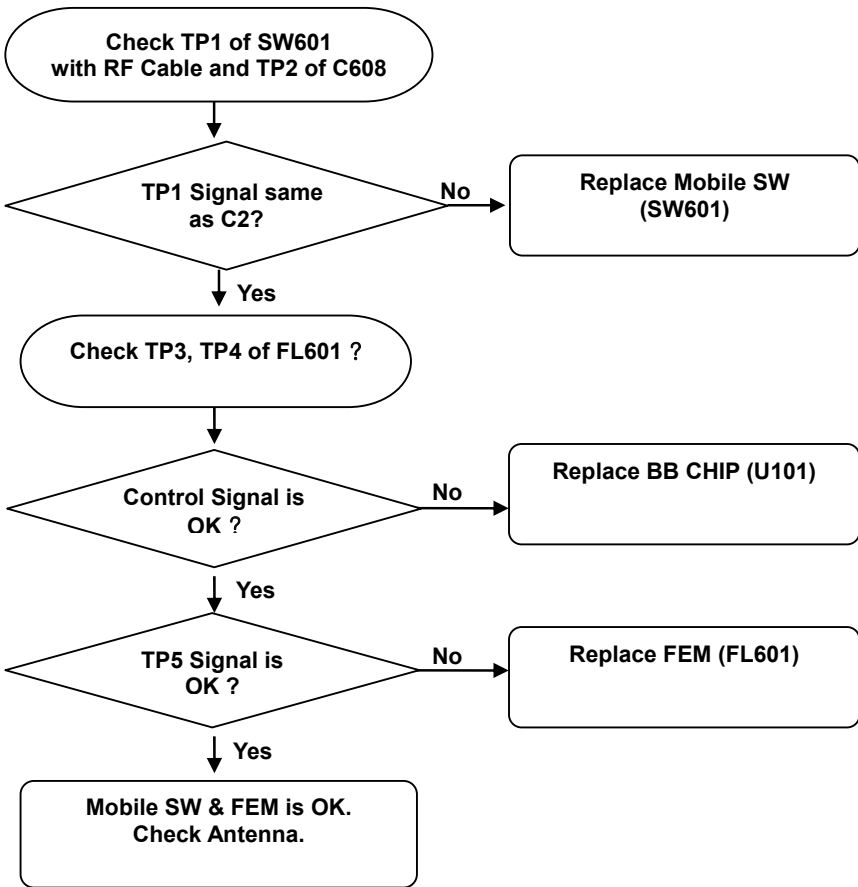 Check TP1 of SW601
with RF Cable and TP2 of C608
TP1 Signal same
as C2?
No
Replace Mobile SW
(SW601)
Yes
Check TP3, TP4 of FL601 ?
Control Signal is
OK ?
No
Replace BB CHIP (U101)
Yes
TP5 Signal is
OK ?
No
Replace FEM (FL601)
Yes
Mobile SW & FEM is OK.
Check Antenna.